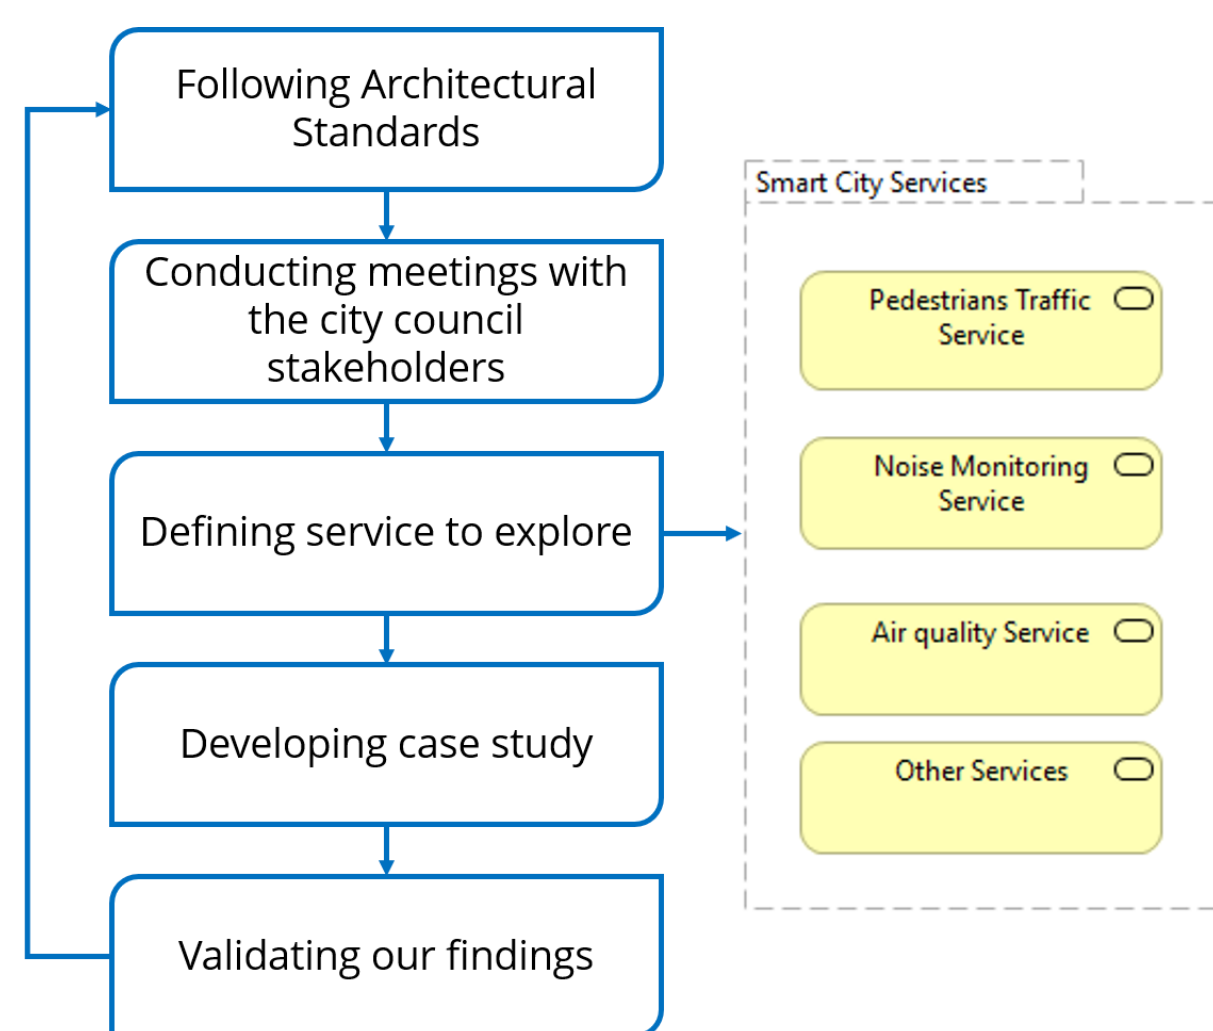 Following Architectural
Standards
Conducting meetings with
the city council
stakeholders
Defining service to explore
Developing case study
Validating our findings
Smart City Services
Pedestrians Traffic
Service
Noise Monitoring
Service
Air quality Service
Other Services